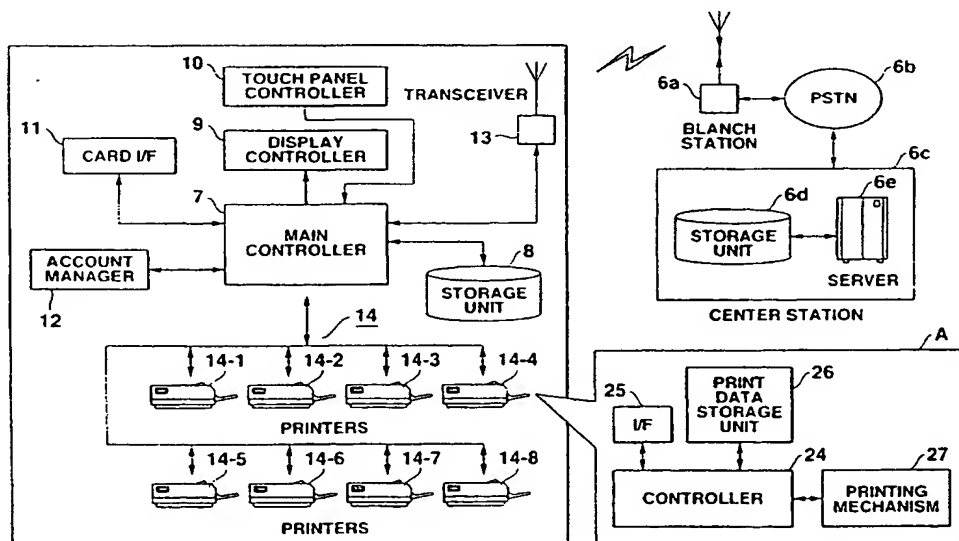 10
TOUCH PANEL
CONTROLLER
TRANSCEIVER
13
11
CARD I/F
9
DISPLAY
CONTROLLER
7
MAIN
CONTROLLER
ACCOUNT
MANAGER
12
8
STORAGE
UNIT
14
14-1
14-2
14-3
14-4
PRINTERS
14-5
14-6
14-7
14-8
PRINTERS
6a
BLANCH
STATION
6b
PSTN
6c
6d
STORAGE
UNIT
6e
SERVER
CENTER STATION
A
25
I/F
26
PRINT
DATA
STORAGE
UNIT
24
CONTROLLER
27
PRINTING
MECHANISM